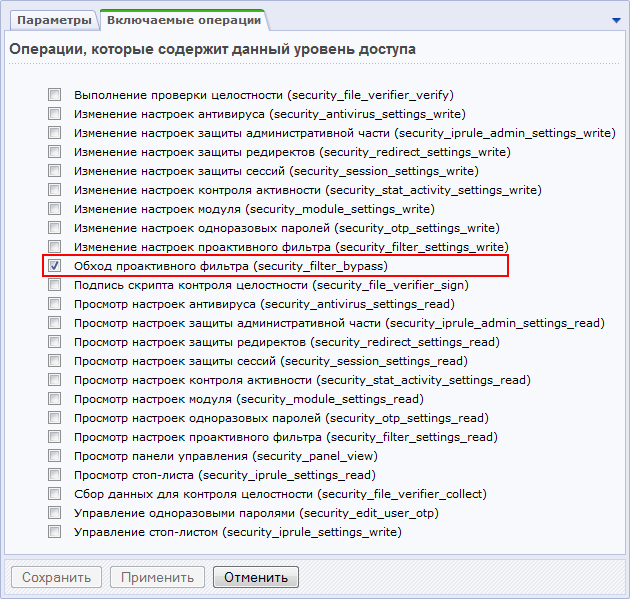 Параметры Включаемые операции
Операции, которые содержит данный уровень доступа
Выполнение проверки целостности (security_file_verifier_verify)
Изменение настроек антивируса (security_antivirus_settings_write)
Изменение настроек защиты административной части (security_iprule_admin_settings_write)
Изменение настроек защиты редиректов (security_redirect_settings_write)
Изменение настроек защиты сессий (security_session_settings_write)
Изменение настроек контроля активности (security_stat_activity_settings_write)
Изменение настроек модуля (security_module_settings_write)
Изменение настроек одноразовых паролей (security_otp_settings_write)
Изменение настроек проактивного фильтра (security_filter_settings_write)
Обход проактивного фильтра (security_filter_bypass)
Подпись скрипта контроля целостности (security_file_verifier_sign)
Просмотр настроек антивируса (security_antivirus_settings_read)
Просмотр настроек защиты административной части (security_iprule_admin_settings_read)
Просмотр настроек защиты редиректов (security_redirect_settings_read)
Просмотр настроек защиты сессий (security_session_settings_read)
Просмотр настроек контроля активности (security_stat_activity_settings_read)
Просмотр настроек модуля (security_module_settings_read)
Просмотр настроек одноразовых паролей (security_otp_settings_read)
Просмотр настроек проактивного фильтра (security_filter_settings_read)
Просмотр панели управления (security_panel_view)
Просмотр стоп-листа (security_iprule_settings_read)
Сбор данных для контроля целостности (security_file_verifier_collect)
Управление одноразовыми паролями (security_edit_user_otp)
Управление стоп-листом (security_iprule_settings_write)
Сохранить Применить Отменить